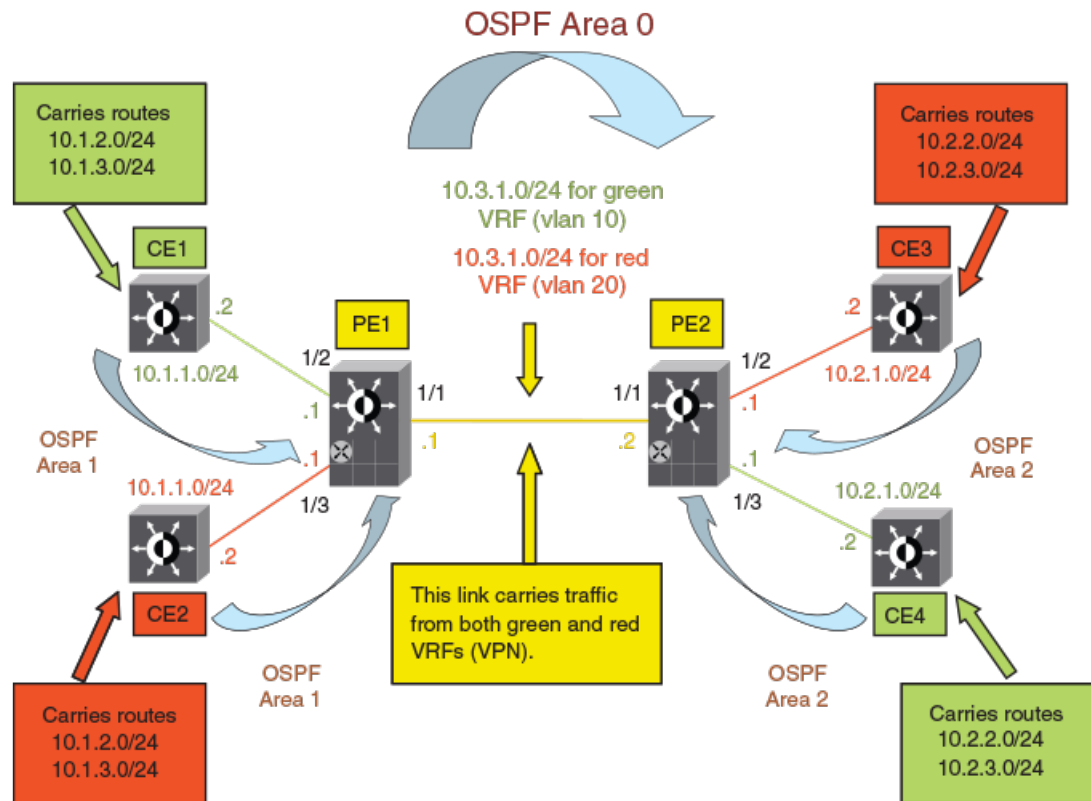 OSPF Area 0
Carries routes
10.1.2.0/24
10.1.3.0/24
Carries routes
10.2.2.0/24
10.2.3.0/24
10.3.1.0/24 for green
VRF (vlan 10)
10.3.1.0/24 for red
VRF (vlan 20)
CE1
CE3
.2
.2
PE1
PE2
10.1.1.0/24
1/2
1/2
10.2.1.0/24
.1
1/1
1/1
.1
OSPF
Area 1
.1
.1
.2
.1
OSPF
Area 2
10.1.1.0/24
1/3
1/3
10.2.1.0/24
.2
.2
CE2
This link carries traffic
from both green and red
VRFs (VPN).
CE4
OSPF
Area 1
OSPF
Area 2
Carries routes
10.1.2.0/24
10.1.3.0/24
Carries routes
10.2.2.0/24
10.2.3.0/24